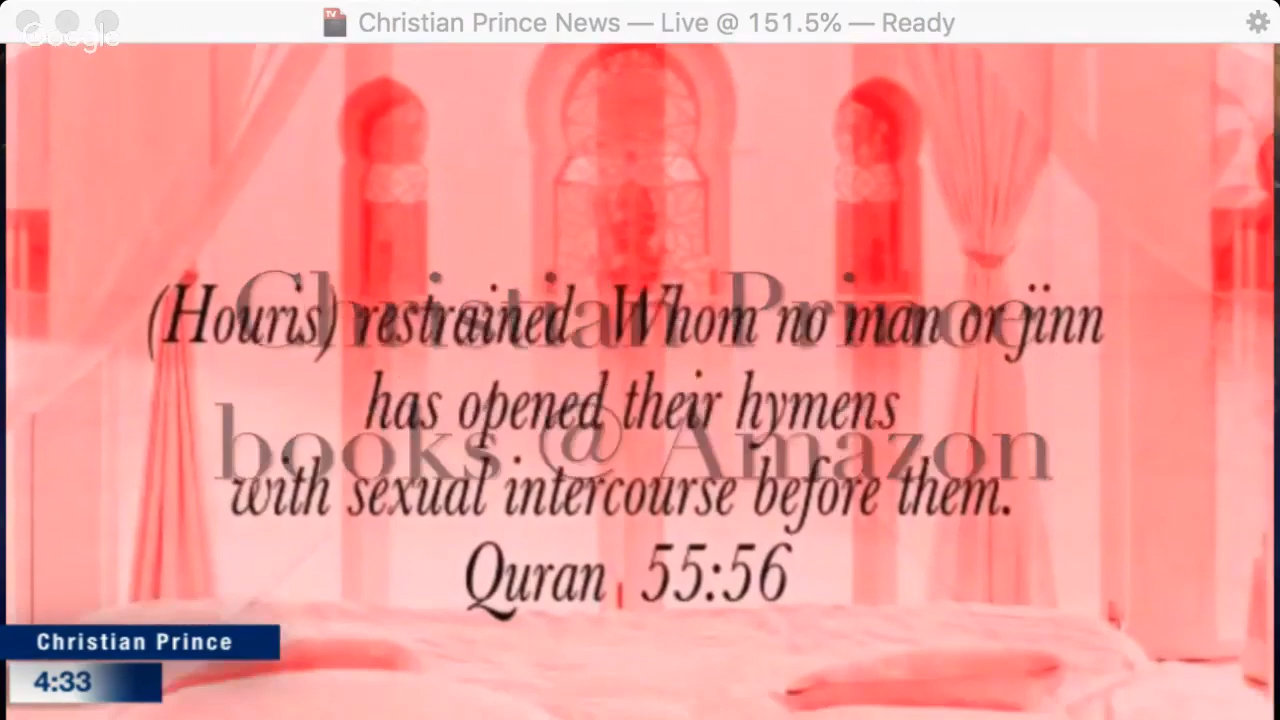 Christian Prince News — Live @ 151.5% — Ready
Google
Christian Prince
books @ Amazon
(Houris) restrained Whom no man or jinn
has opened their hymens
with sexual intercourse before them.
Quran 55:56
Christian Prince
4:33